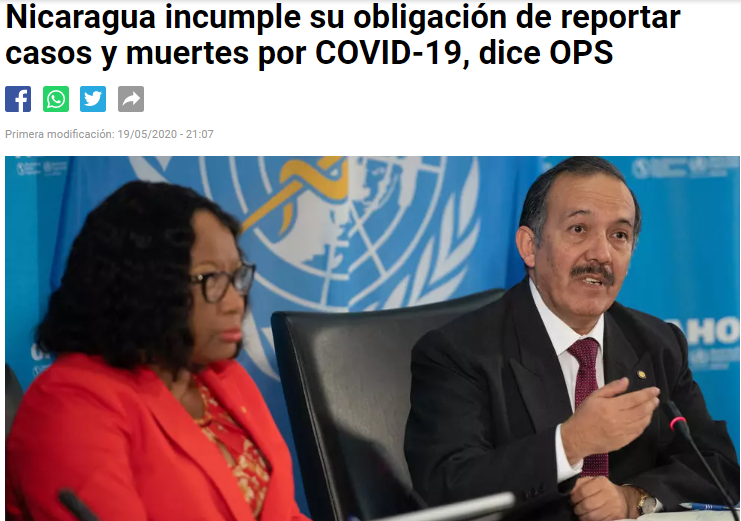 Nicaragua incumple su obligación de reportar
casos y muertes por COVID-19, dice OPS
Primera modificación: 19/05/2020 - 21:07
AHO